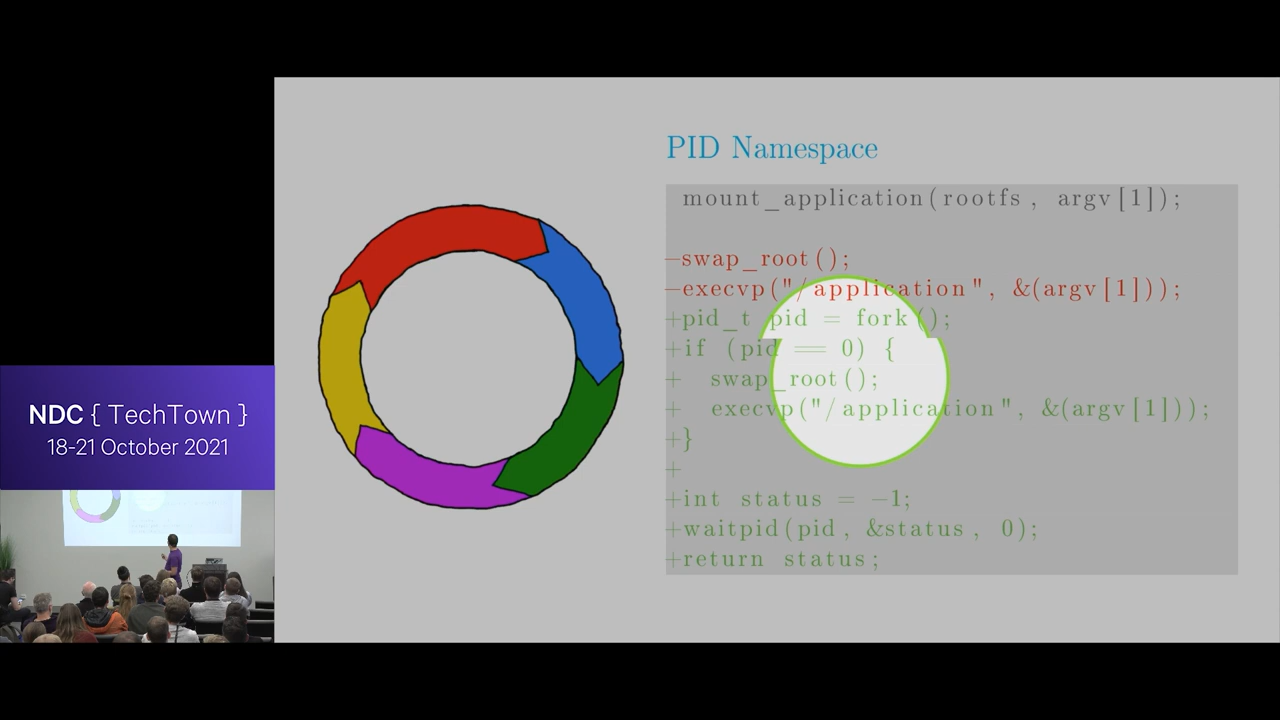 PID Namespace
mount_application(rootfs, argv[1]);
-swap_root();
-execvp("/application", &(argv[1]));
+pid_t pid = fork();
+if (pid == 0) {
+ swap_root();
+ execvp("/application", &(argv[1]));
+}
+
+int status = -1;
+waitpid(pid, &status, 0);
+return status;
NDC { TechTown }
18-21 October 2021